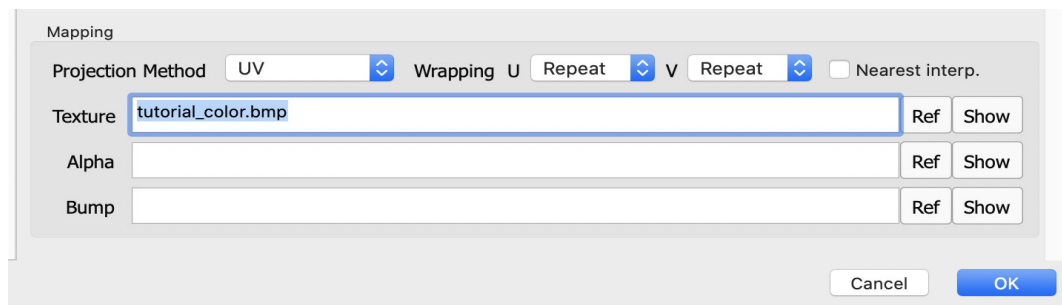 Mapping
Projection Method UV Wrapping U Repeat V Repeat Nearest interp.
Texture tutorial_color.bmp Ref Show
Alpha Ref Show
Bump Ref Show
Cancel OK